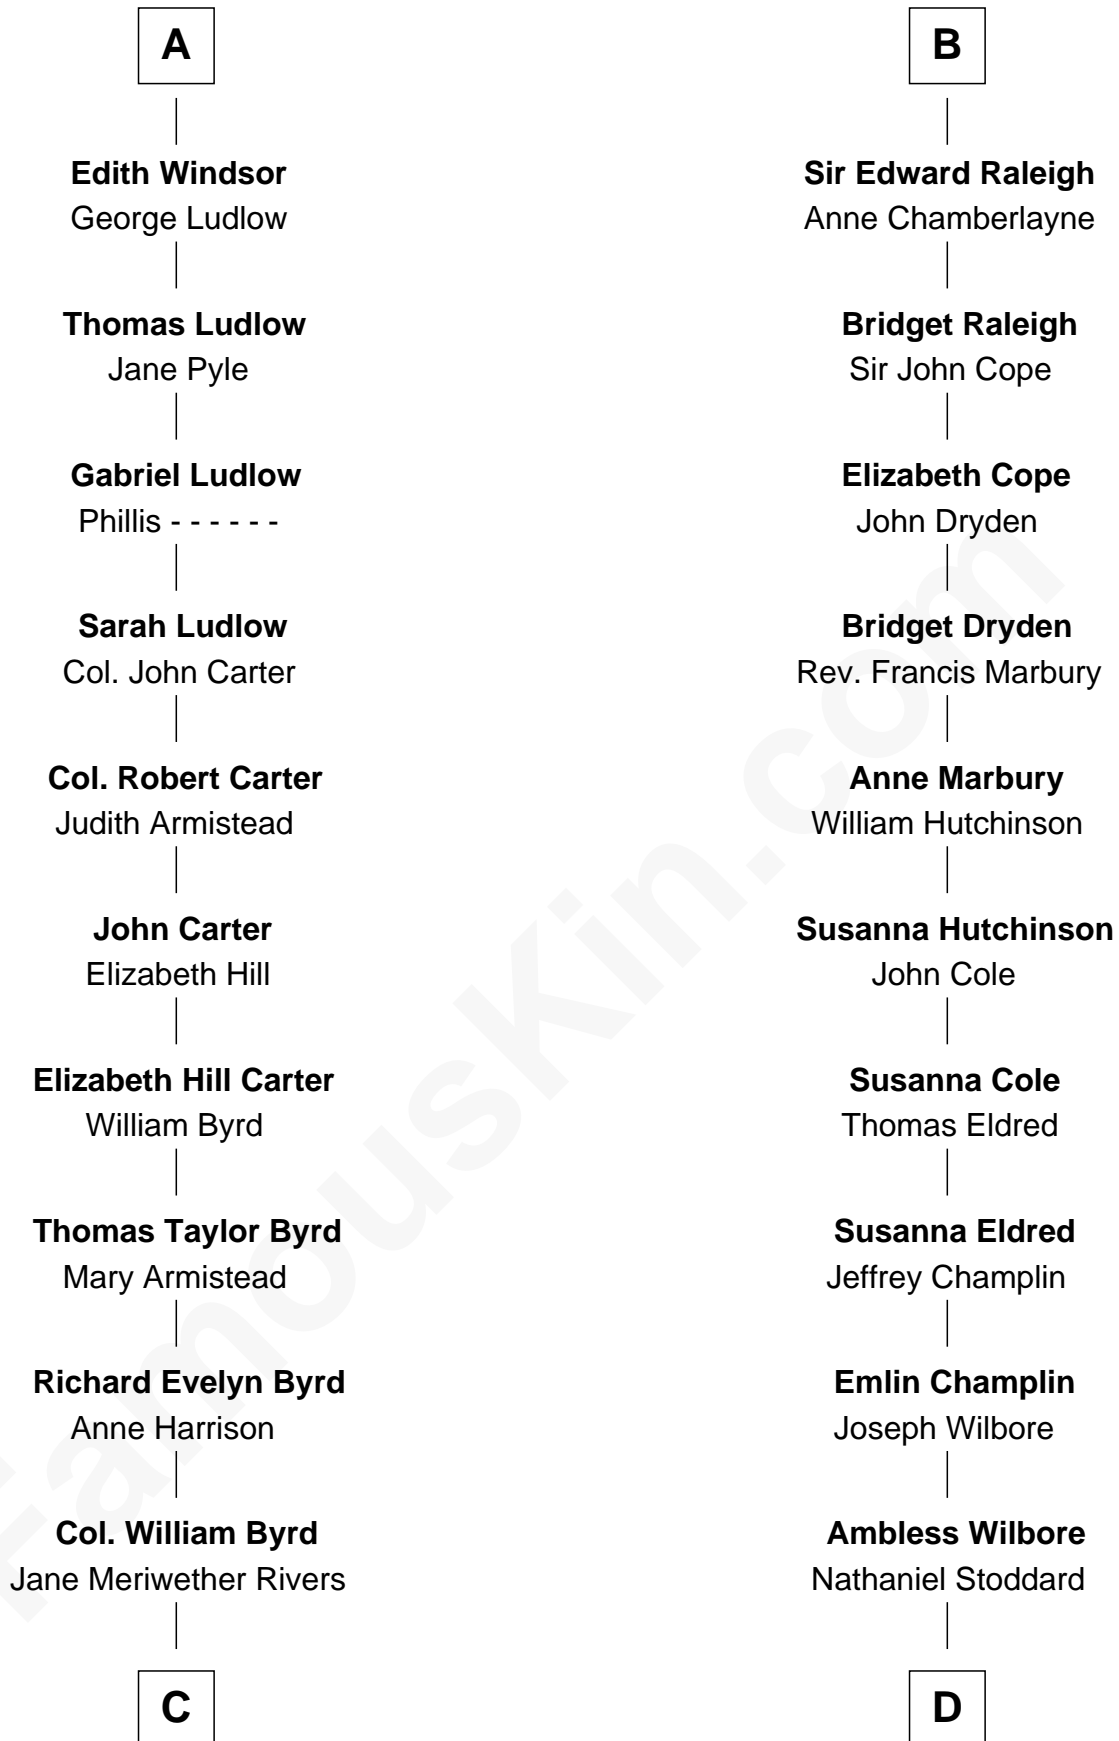 A
Edith Windsor
George Ludlow
Thomas Ludlow
Jane Pyle
Gabriel Ludlow
Phillis - - - - - -
Sarah Ludlow
Col. John Carter
Col. Robert Carter
Judith Armistead
John Carter
Elizabeth Hill
Elizabeth Hill Carter
William Byrd
Thomas Taylor Byrd
Mary Armistead
Richard Evelyn Byrd
Anne Harrison
Col. William Byrd
Jane Meriwether Rivers
C
B
Sir Edward Raleigh
Anne Chamberlayne
Bridget Raleigh
Sir John Cope
Elizabeth Cope
John Dryden
Bridget Dryden
Rev. Francis Marbury
Anne Marbury
William Hutchinson
Susanna Hutchinson
John Cole
Susanna Cole
Thomas Eldred
Susanna Eldred
Jeffrey Champlin
Emlin Champlin
Joseph Wilbore
Ambless Wilbore
Nathaniel Stoddard
D
FamousKin.com